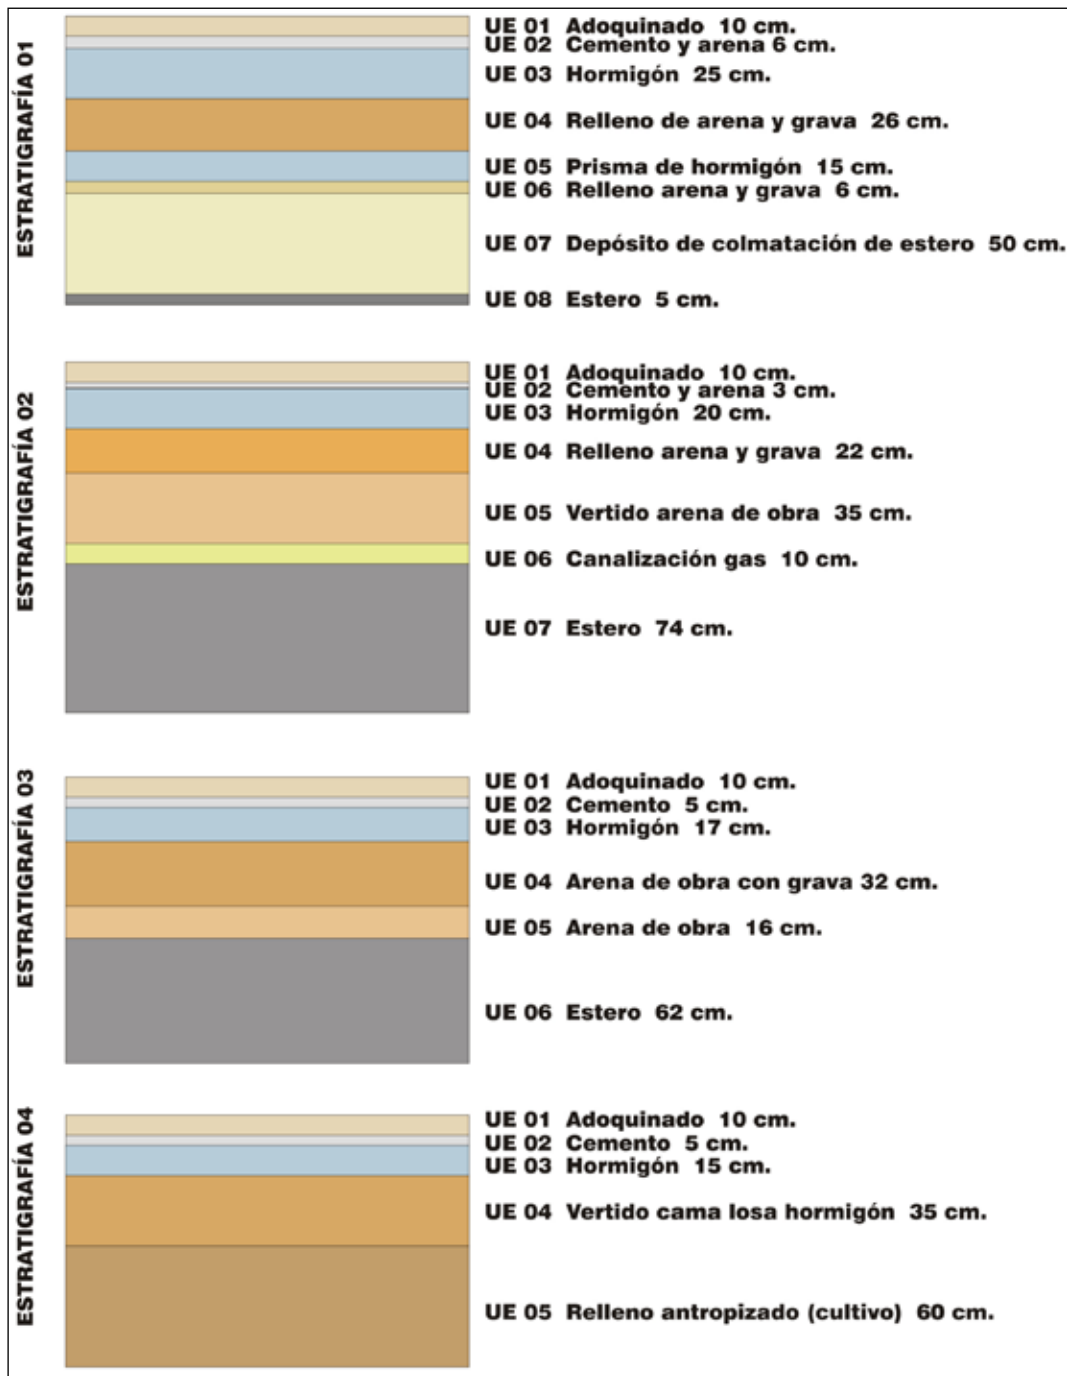 ESTRATIGRAFÍA 01
UE 01 Adoquinado 10 cm.
UE 02 Cemento y arena 6 cm.
UE 03 Hormigón 25 cm.
UE 04 Relleno de arena y grava 26 cm.
UE 05 Prisma de hormigón 15 cm.
UE 06 Relleno arena y grava 6 cm.
UE 07 Depósito de colmatación de estero 50 cm.
UE 08 Estero 5 cm.
ESTRATIGRAFÍA 02
UE 01 Adoquinado 10 cm.
UE 02 Cemento y arena 3 cm.
UE 03 Hormigón 20 cm.
UE 04 Relleno arena y grava 22 cm.
UE 05 Vertido arena de obra 35 cm.
UE 06 Canalización gas 10 cm.
UE 07 Estero 74 cm.
ESTRATIGRAFÍA 03
UE 01 Adoquinado 10 cm.
UE 02 Cemento 5 cm.
UE 03 Hormigón 17 cm.
UE 04 Arena de obra con grava 32 cm.
UE 05 Arena de obra 16 cm.
UE 06 Estero 62 cm.
ESTRATIGRAFÍA 04
UE 01 Adoquinado 10 cm.
UE 02 Cemento 5 cm.
UE 03 Hormigón 15 cm.
UE 04 Vertido cama losa hormigón 35 cm.
UE 05 Relleno antropizado (cultivo) 60 cm.